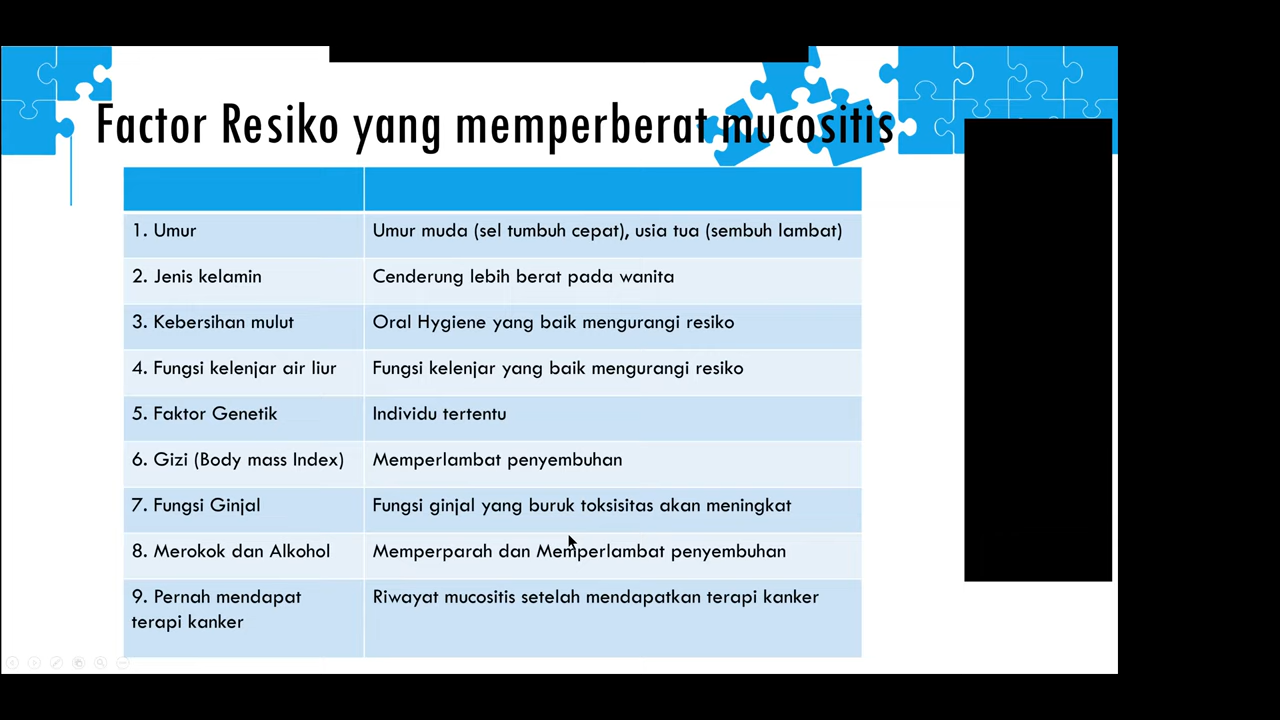 Factor Resiko yang memperberat mucositis
1. Umur
Umur muda (sel tumbuh cepat), usia tua (sembuh lambat)
2. Jenis kelamin
Cenderung lebih berat pada wanita
3. Kebersihan mulut
Oral Hygiene yang baik mengurangi resiko
4. Fungsi kelenjar air liur
Fungsi kelenjar yang baik mengurangi resiko
5. Faktor Genetik
Individu tertentu
6. Gizi (Body mass Index)
Memperlambat penyembuhan
7. Fungsi Ginjal
Fungsi ginjal yang buruk toksisitas akan meningkat
8. Merokok dan Alkohol
Memperparah dan Memperlambat penyembuhan
9. Pernah mendapat
terapi kanker
Riwayat mucositis setelah mendapatkan terapi kanker